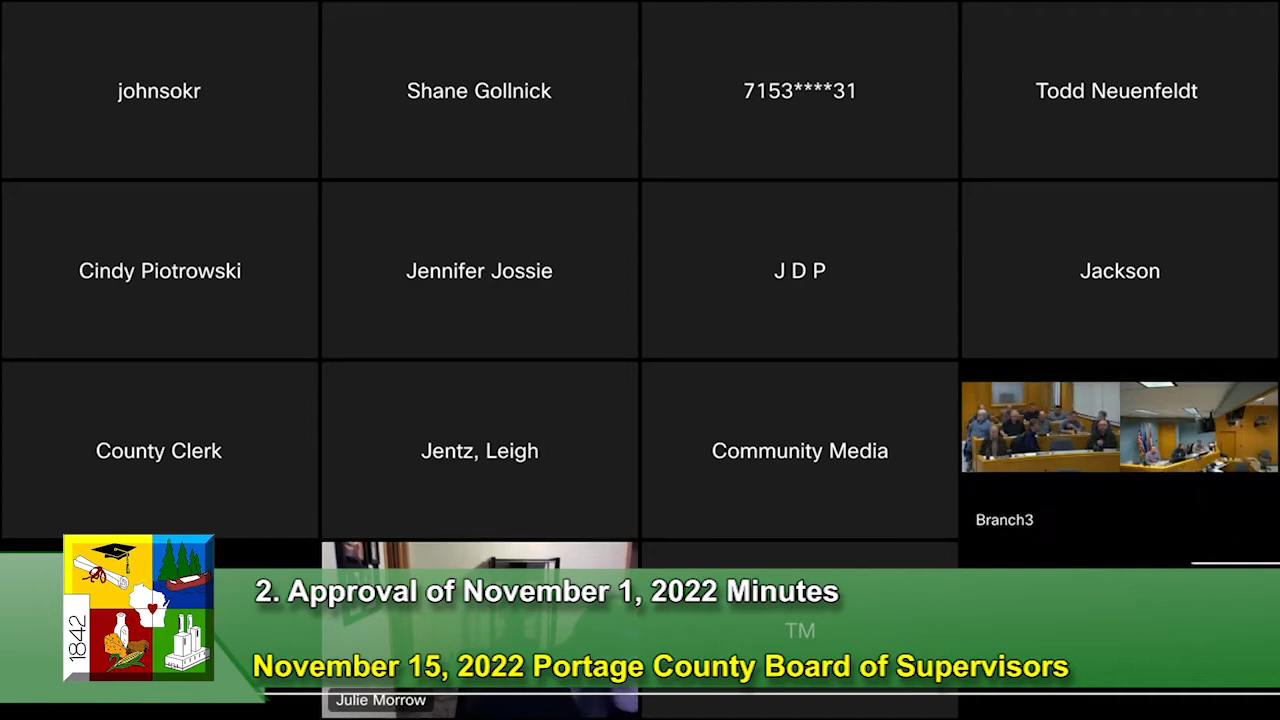 johnsokr
Shane Gollnick
7153****31
Todd Neuenfeldt
Cindy Piotrowski
Jennifer Jossie
J D P
Jackson
County Clerk
Jentz, Leigh
Community Media
Branch3
1842
2. Approval of November 1, 2022 Minutes
TM
November 15, 2022 Portage County Board of Supervisors
Julie Morrow